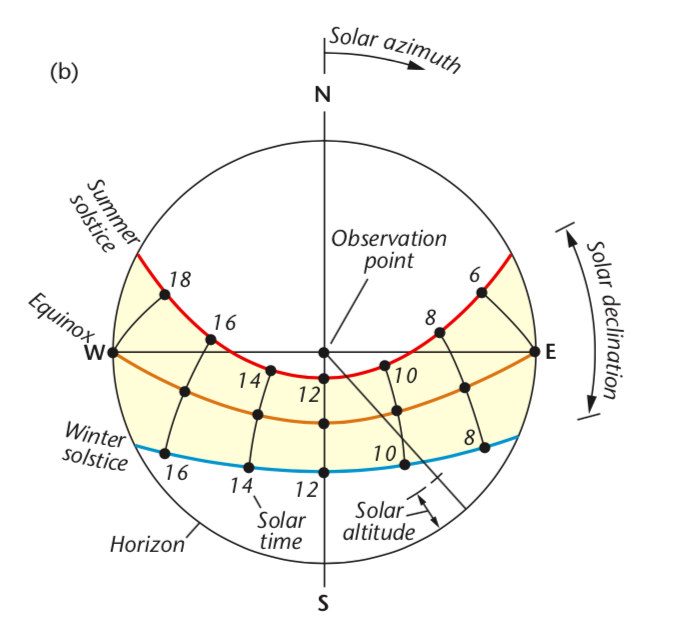 Solar azimuth
(b)
N
Summer
solstice
Observation
point
Solar declination
18
6
16
8
Equinox
W
E
14
10
12
Winter
solstice
8
10
16
14
12
Solar
altitude
Solar
time
Horizon
S